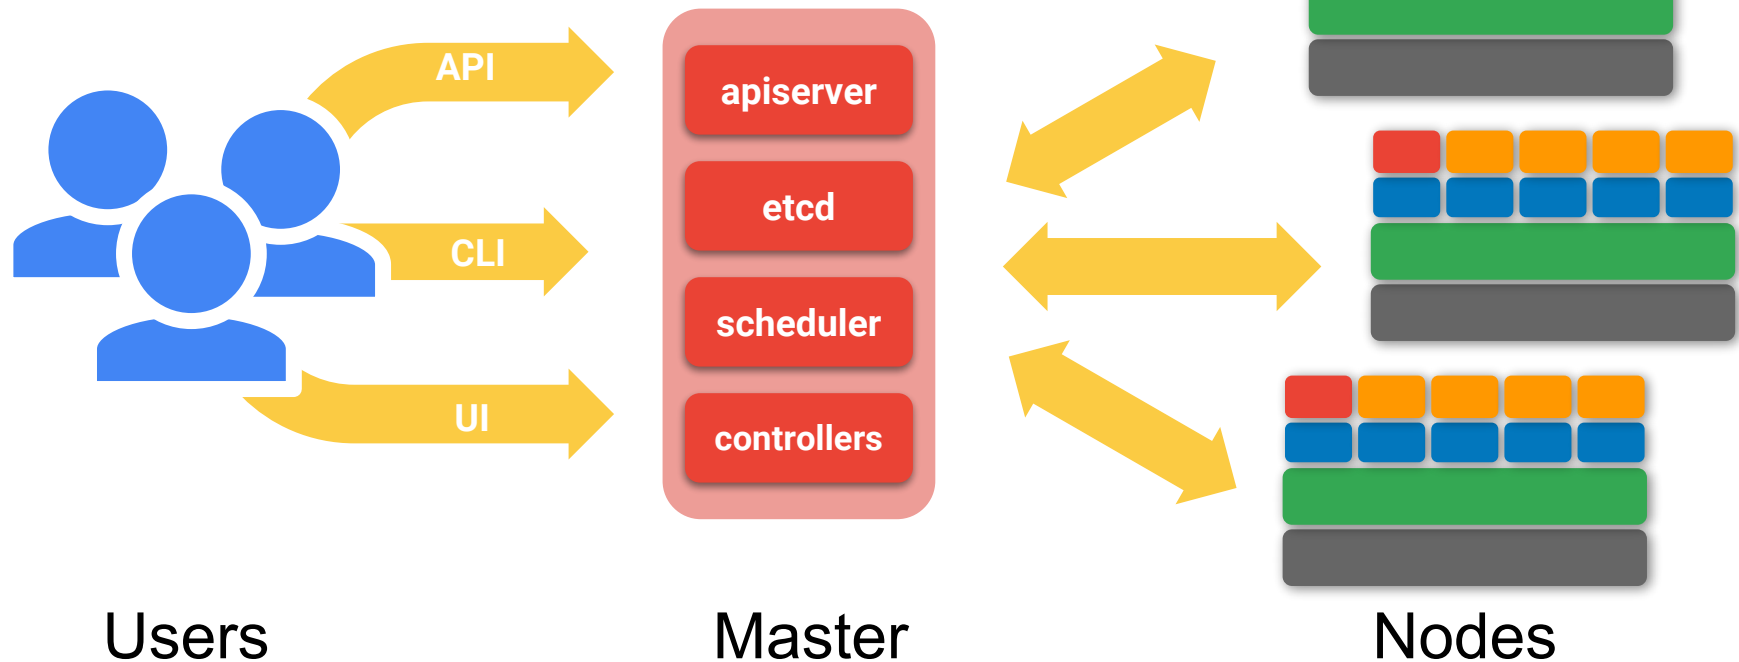 API
CLI
UI
apiserver
etcd
scheduler
controllers
Users
Master
Nodes